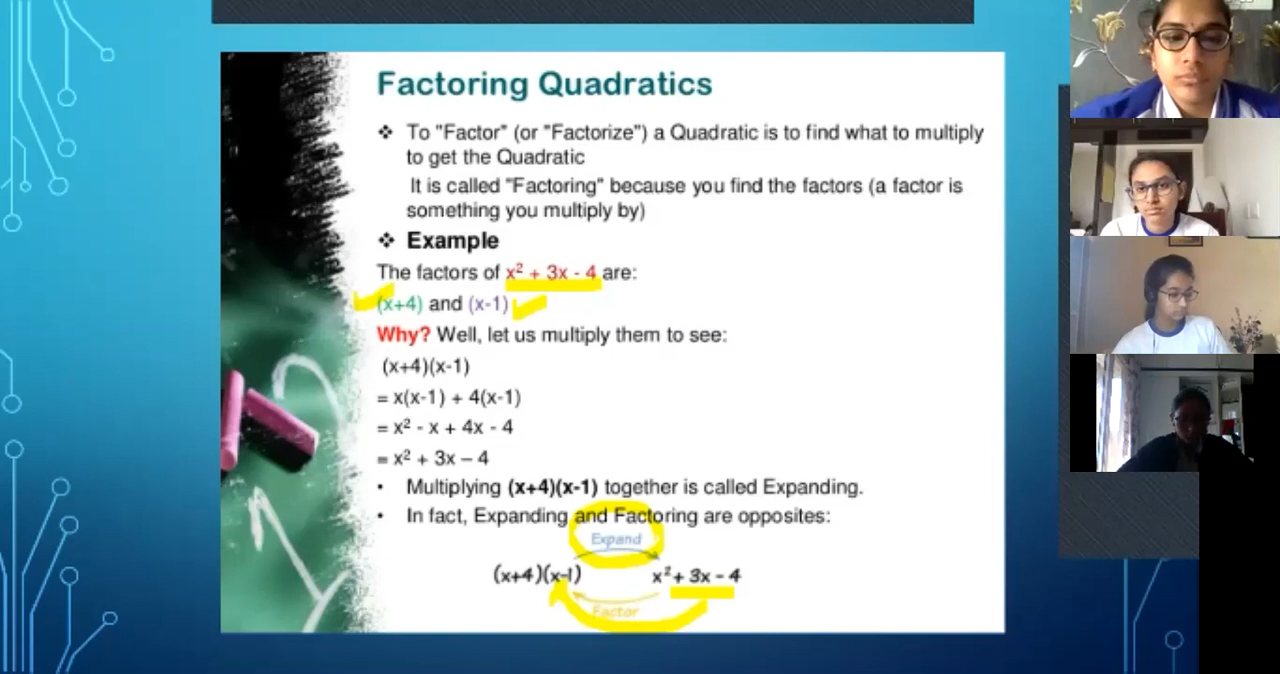 Factoring Quadratics
❖ To "Factor" (or "Factorize") a Quadratic is to find what to multiply
to get the Quadratic
It is called "Factoring" because you find the factors (a factor is
something you multiply by)
❖ Example
The factors of x² + 3x - 4 are:
(x+4) and (x-1)
Why? Well, let us multiply them to see:
(x+4)(x-1)
= x(x-1) + 4(x-1)
= x² - x + 4x - 4
= x² + 3x – 4
• Multiplying (x+4)(x-1) together is called Expanding.
• In fact, Expanding and Factoring are opposites:
Expand
(x+4)(x-1) x² + 3x - 4
Factor